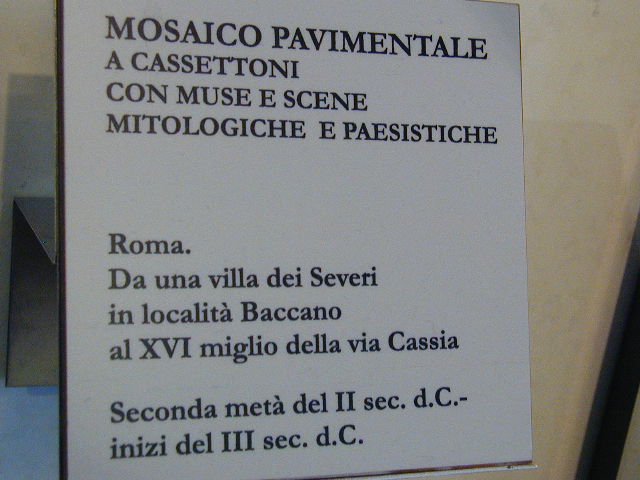 MOSAICO PAVIMENTALE
A CASSETTONI
CON MUSE E SCENE
MITOLOGICHE E PAESISTICHE
Roma.
Da una villa dei Severi
in località Baccano
al XVI miglio della via Cassia
Seconda metà del II sec. d.C.-
inizi del III sec. d.C.